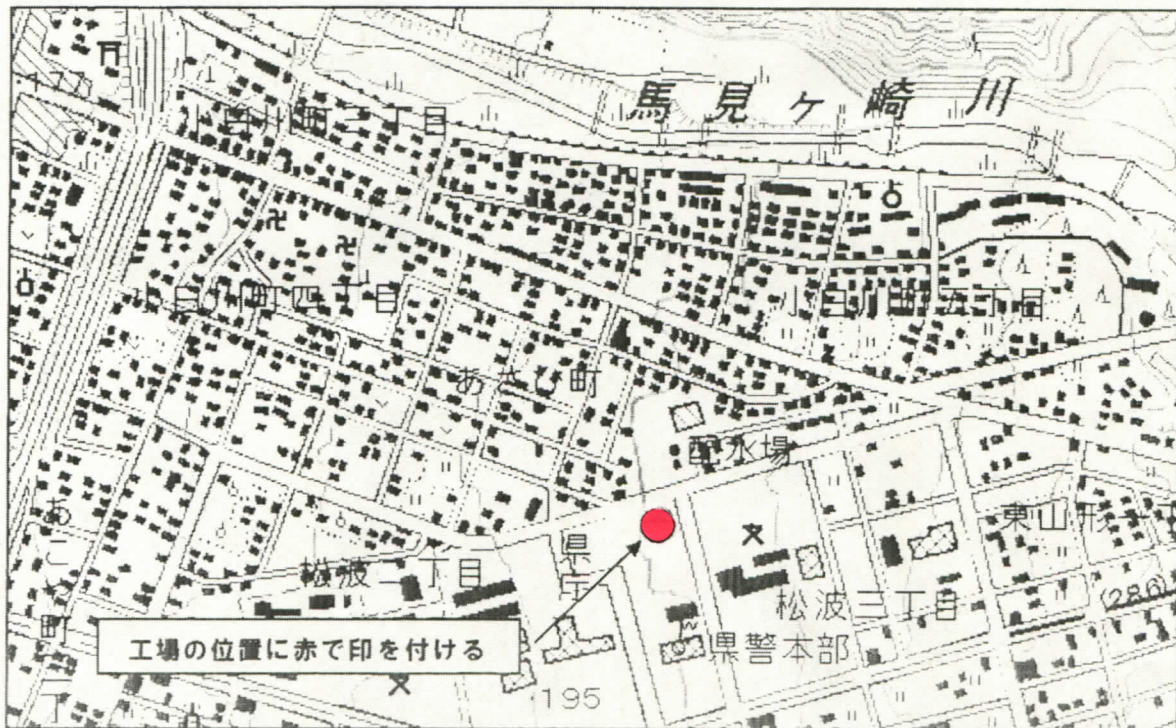 177
馬見ヶ崎川
小白川町三丁目
小白川町四丁目
小白川町五丁目
あさひ町
配水場
東山形一丁
県庁
松波二丁目
松波三丁目
(286)
県警本部
工場の位置に赤で印を付ける
195